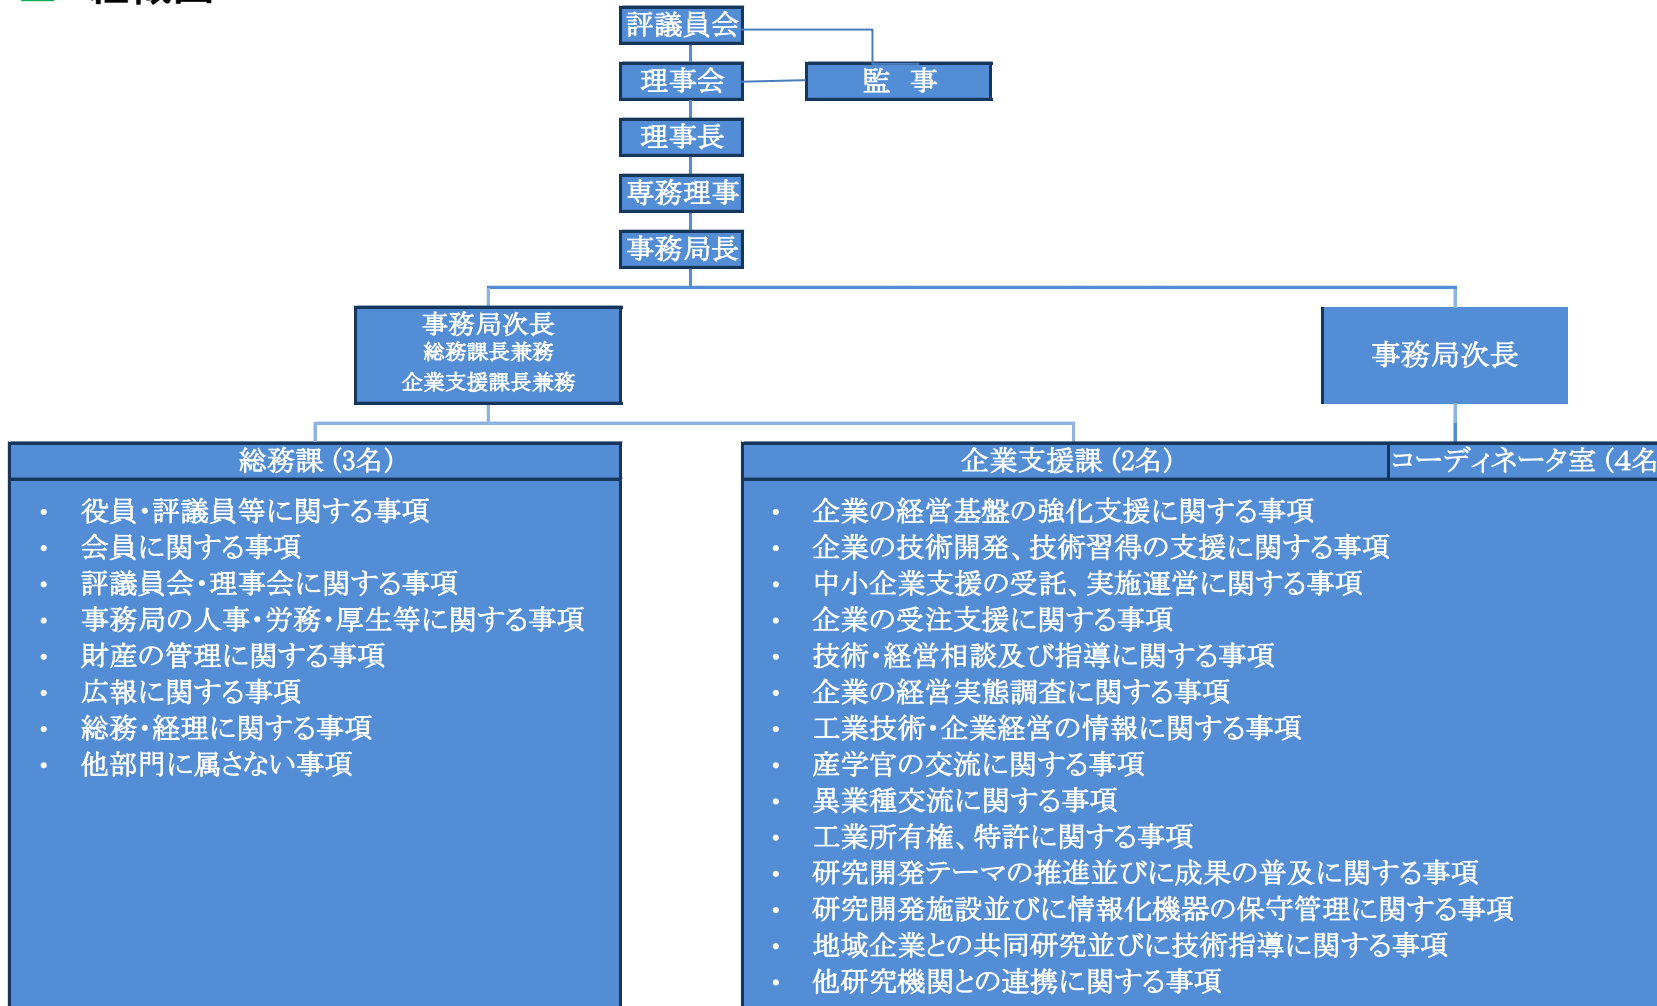 組織図
評議員会
理事会
監 事
理事長
専務理事
事務局長
事務局次長
総務課長兼務
企業支援課長兼務
事務局次長
総務課 (3名)
・ 役員・評議員等に関する事項
・ 会員に関する事項
・ 評議員会・理事会に関する事項
・ 事務局の人事・労務・厚生等に関する事項
・ 財産の管理に関する事項
・ 広報に関する事項
・ 総務・経理に関する事項
・ 他部門に属さない事項
企業支援課 (2名)
コーディネータ室 (4名
・ 企業の経営基盤の強化支援に関する事項
・ 企業の技術開発、技術習得の支援に関する事項
・ 中小企業支援の受託、実施運営に関する事項
・ 企業の受注支援に関する事項
・ 技術・経営相談及び指導に関する事項
・ 企業の経営実態調査に関する事項
・ 工業技術・企業経営の情報に関する事項
・ 産学官の交流に関する事項
・ 異業種交流に関する事項
・ 工業所有権、特許に関する事項
・ 研究開発テーマの推進並びに成果の普及に関する事項
・ 研究開発施設並びに情報化機器の保守管理に関する事項
・ 地域企業との共同研究並びに技術指導に関する事項
・ 他研究機関との連携に関する事項